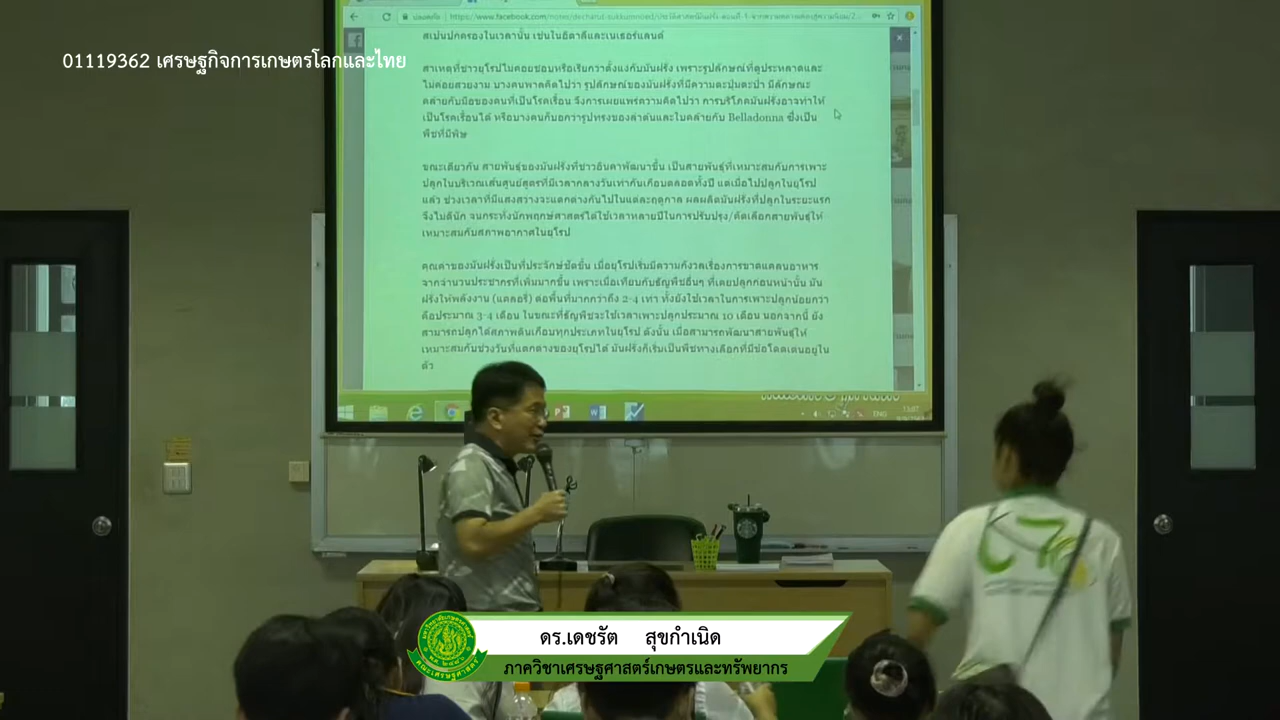 01119362 เศรษฐกิจการเกษตรโลกและไทย
https://www.facebook.com/notes/decharut-sukkumnoed/
สเปนปกครองในเวลานั้น เช่นในอิตาลีและเนเธอร์แลนด์
สาเหตุที่ชาวยุโรปไม่ค่อยชอบหรือเรียกว่าตั้งแง่กับมันฝรั่ง เพราะรูปลักษณ์ที่ดูประหลาดและ
ไม่ค่อยสวยงาม บางคนพาลคิดไปว่า รูปลักษณ์ของมันฝรั่งที่มีความตะปุ่มตะป่ำ มีลักษณะ
คล้ายกับมือของคนที่เป็นโรคเรื้อน จึงการเผยแพร่ความคิดไปว่า การบริโภคมันฝรั่งอาจทำให้
เป็นโรคเรื้อนได้ หรือบางคนก็บอกว่ารูปทรงของลำต้นและใบคล้ายกับ Belladonna ซึ่งเป็น
พืชที่มีพิษ
ขณะเดียวกัน สายพันธุ์ของมันฝรั่งที่ชาวอินคาพัฒนาขึ้น เป็นสายพันธุ์ที่เหมาะสมกับการเพาะ
ปลูกในบริเวณเส้นศูนย์สูตรที่มีเวลากลางวันเท่ากันเกือบตลอดทั้งปี แต่เมื่อไปปลูกในยุโรป
แล้ว ช่วงเวลาที่มีแสงสว่างจะแตกต่างกันไปในแต่ละฤดูกาล ผลผลิตมันฝรั่งที่ปลูกในระยะแรก
จึงไม่ดีนัก จนกระทั่งนักพฤกษ์ศาสตร์ได้ใช้เวลาหลายปีในการปรับปรุง/คัดเลือกสายพันธุ์ให้
เหมาะสมกับสภาพอากาศในยุโรป
คุณค่าของมันฝรั่งเป็นที่ประจักษ์ชัดขึ้น เมื่อยุโรปเริ่มมีความกังวลเรื่องการขาดแคลนอาหาร
จากจำนวนประชากรที่เพิ่มมากขึ้น เพราะเมื่อเทียบกับธัญพืชอื่นๆ ที่เคยปลูกก่อนหน้านั้น มัน
ฝรั่งให้พลังงาน (แคลอรี่) ต่อพื้นที่มากกว่าถึง 2-4 เท่า ทั้งยังใช้เวลาในการเพาะปลูกน้อยกว่า
คือประมาณ 3-4 เดือน ในขณะที่ธัญพืชจะใช้เวลาเพาะปลูกประมาณ 10 เดือน นอกจากนี้ ยัง
สามารถปลูกได้สภาพดินเกือบทุกประเภทในยุโรป ดังนั้น เมื่อสามารถพัฒนาสายพันธุ์ให้
เหมาะสมกับช่วงวันที่แตกต่างของยุโรปได้ มันฝรั่งก็เริ่มเป็นพืชทางเลือกที่มีข้อโดดเด่นอยู่ใน
ตัว
ENG
ดร.เดชรัต สุขกำเนิด
ภาควิชาเศรษฐศาสตร์เกษตรและทรัพยากร